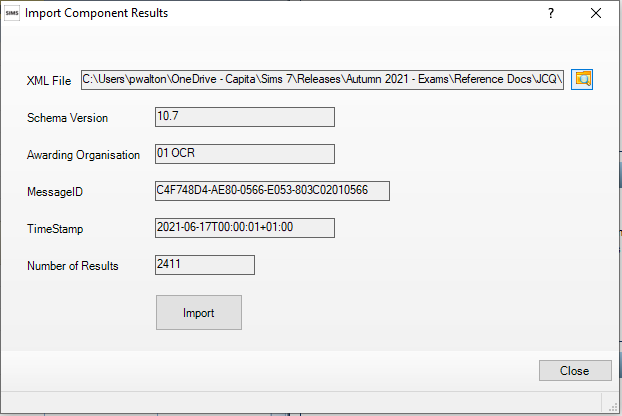 SIMS Import Component Results ? 
XML File C:\Users\pwalton\OneDrive - Capita\Sims 7\Releases\Autumn 2021 - Exams\Reference Docs\JCQ\
Schema Version 10.7
Awarding Organisation 01 OCR
MessageID C4F748D4-AE80-0566-E053-803C02010566
TimeStamp 2021-06-17T00:00:01+01:00
Number of Results 2411
Import
Close